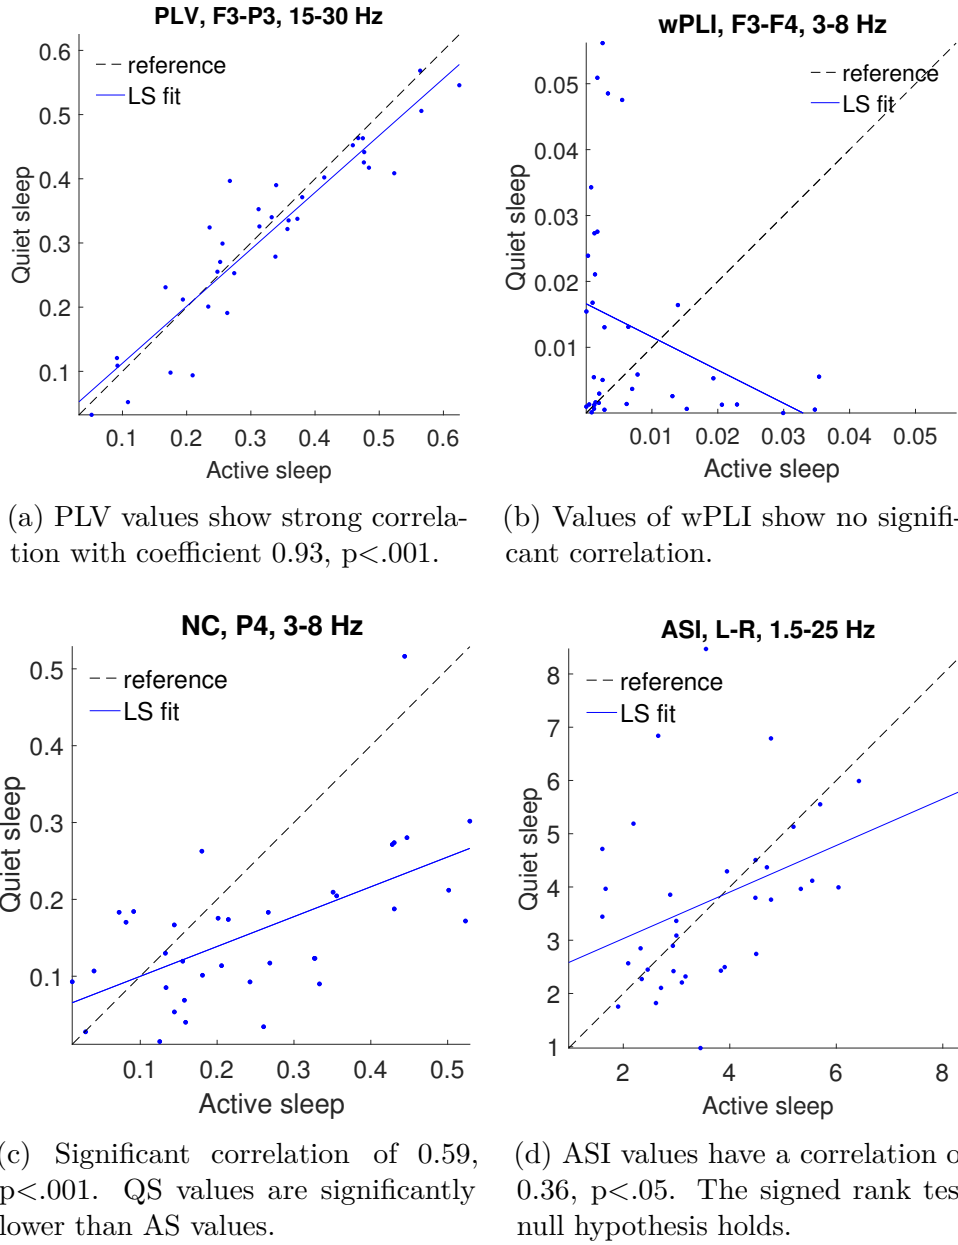 PLV, F3-P3, 15-30 Hz
reference
LS fit
0.6
0.5
0.4
0.3
0.2
0.1
Quiet sleep
0.1 0.2 0.3 0.4 0.5 0.6
Active sleep
(a) PLV values show strong correla-
tion with coefficient 0.93, p<.001.
wPLI, F3-F4, 3-8 Hz
reference
LS fit
0.05
0.04
0.03
0.02
0.01
Quiet sleep
0.01 0.02 0.03 0.04 0.05
Active sleep
(b) Values of wPLI show no signifi-
cant correlation.
NC, P4, 3-8 Hz
reference
LS fit
0.5
0.4
0.3
0.2
0.1
Quiet sleep
0.1 0.2 0.3 0.4 0.5
Active sleep
(c) Significant correlation of 0.59,
p<.001. QS values are significantly
lower than AS values.
ASI, L-R, 1.5-25 Hz
reference
LS fit
8
7
6
5
4
3
2
1
Quiet sleep
2 4 6 8
Active sleep
(d) ASI values have a correlation o
0.36, p<.05. The signed rank tes
null hypothesis holds.